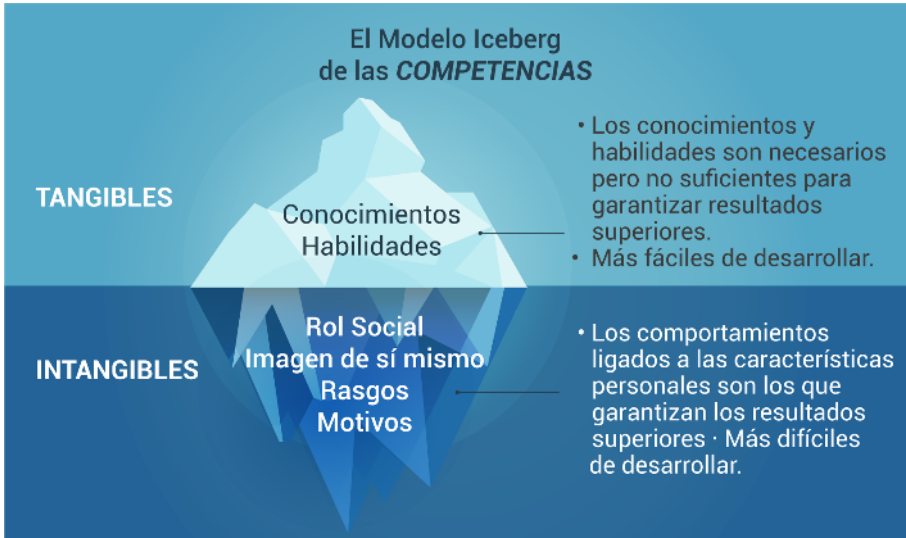 El Modelo Iceberg
de las COMPETENCIAS
TANGIBLES
Conocimientos
Habilidades
• Los conocimientos y
habilidades son necesarios
pero no suficientes para
garantizar resultados
superiores.
• Más fáciles de desarrollar.
INTANGIBLES
Rol Social
Imagen de sí mismo
Rasgos
Motivos
• Los comportamientos
ligados a las características
personales son los que
garantizan los resultados
superiores · Más difíciles
de desarrollar.